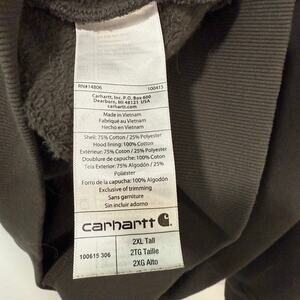 RN#14806 100413
Carhartt, Inc. P.O. Box 600
Dearborn, MI 48121 USA
carhartt.com
Made in Vietnam
Fabriqué au Vietnam
Hecho en Vietnam
Shell: 75% Cotton / 25% Polyester
Hood lining: 100% Cotton
Extérieur: 75% Coton / 25% Polyester
Doublure de capuche: 100% Coton
Exterior: 75% Algodón / 25%
Poliéster
Forro de la capucha: 100% Algodón
Exclusive of trimming
Sans garniture
Sin incluir adorno
carhartt
100615 306
2XL Tall
2TG Taille
2XG Alto